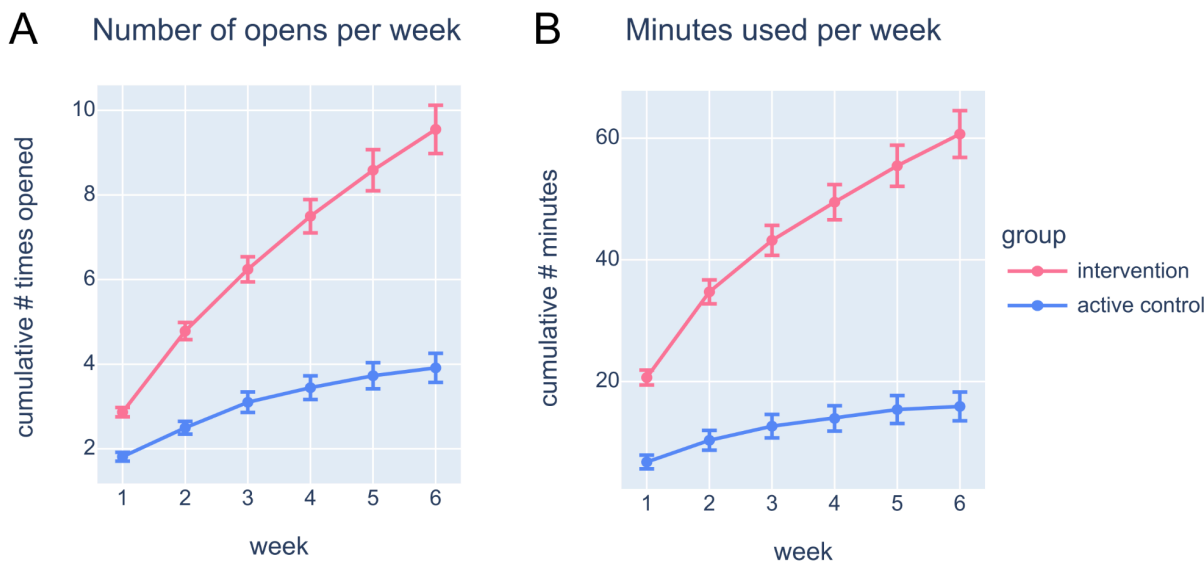 A
Number of opens per week
cumulative # times opened
10
8
6
4
2
1 2 3 4 5 6
week
B
Minutes used per week
cumulative # minutes
60
40
20
1 2 3 4 5 6
week
group
intervention
active control